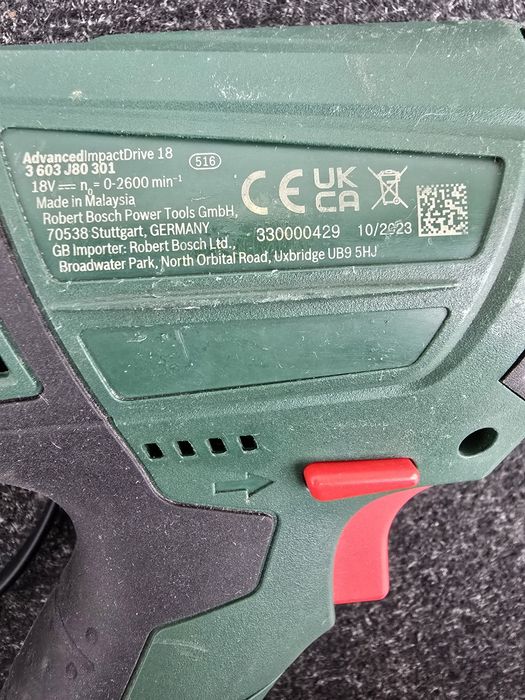 AdvancedImpactDrive 18
3 603 J80 301
516
18V⎓ n₀ = 0-2600 min⁻¹
Made in Malaysia
Robert Bosch Power Tools GmbH,
70538 Stuttgart, GERMANY
GB Importer: Robert Bosch Ltd.,
Broadwater Park, North Orbital Road, Uxbridge UB9 5HJ
CE
UK
CA
330000429
10/2023